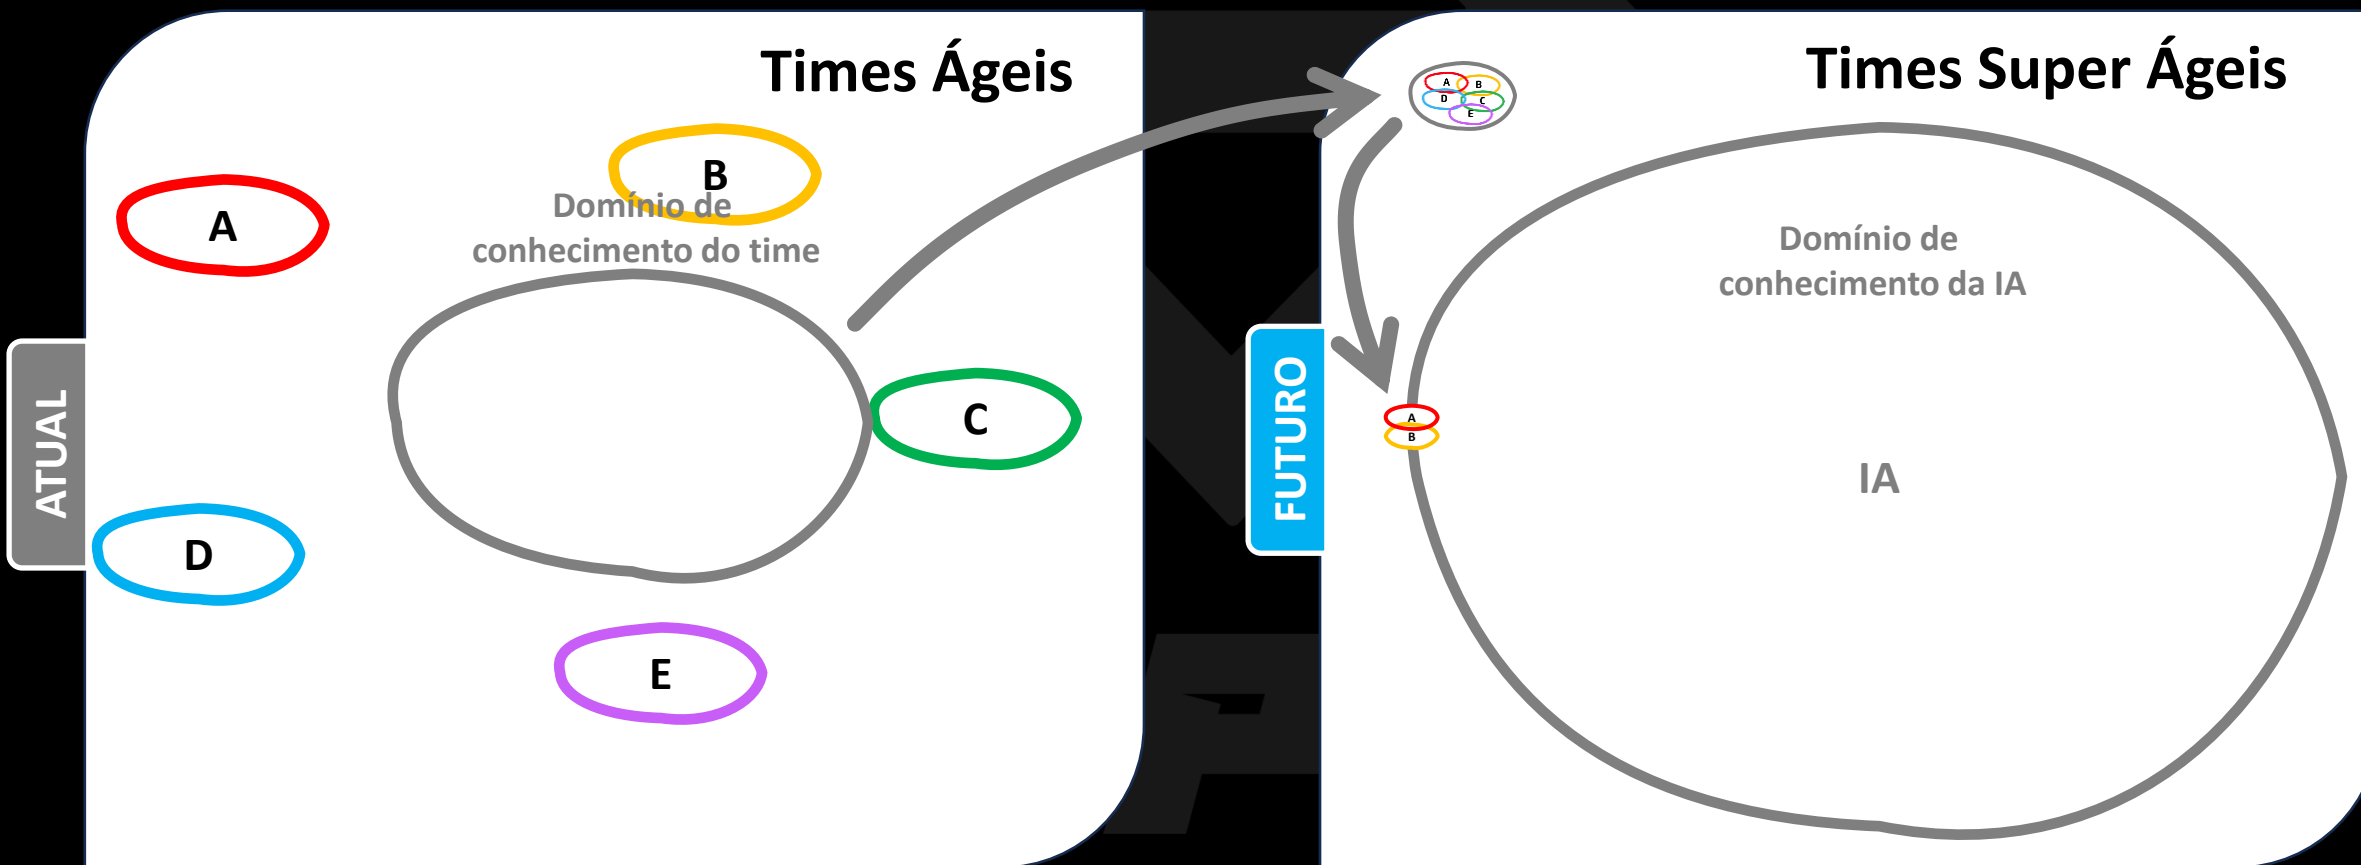 Times Ágeis
A
B
Domínio de
conhecimento do time
C
D
E
ATUAL
Times Super Ágeis
A
B
D
C
E
Domínio de
conhecimento da IA
FUTURO
A
B
IA